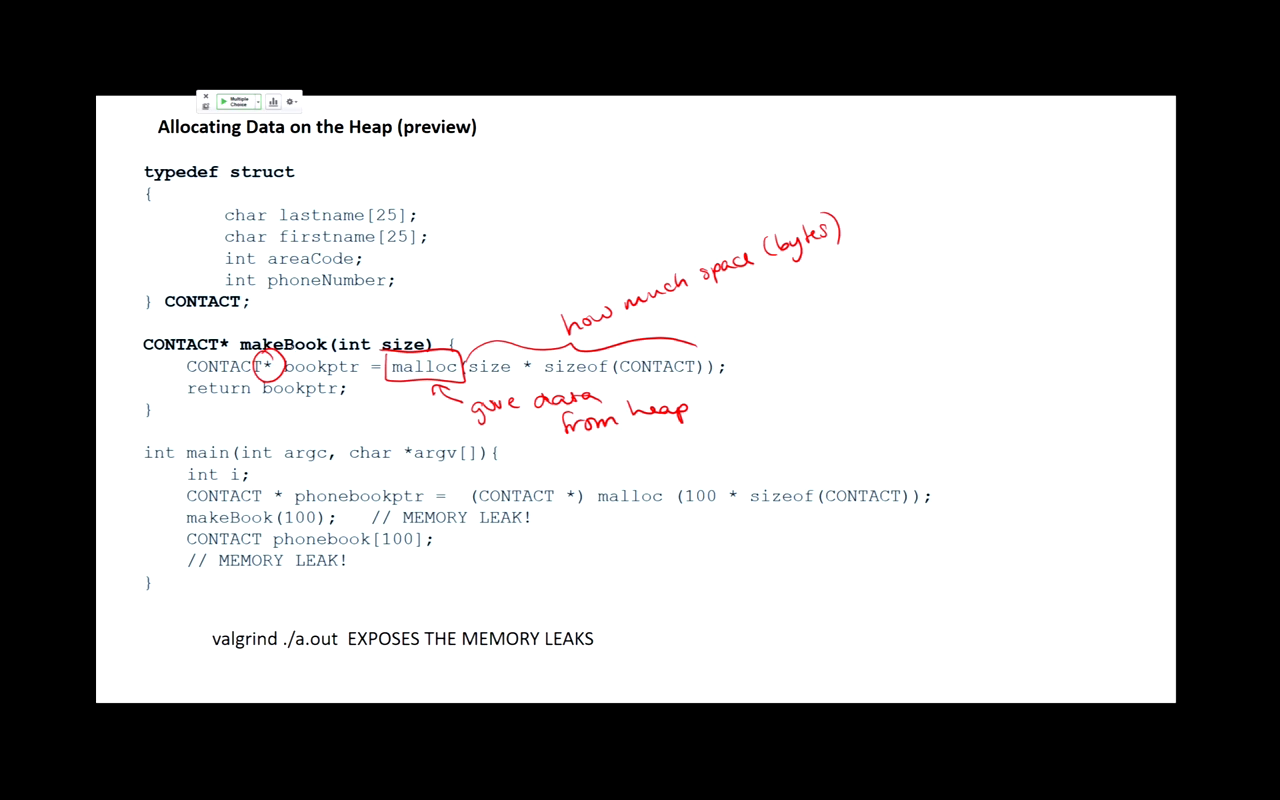 Multiple
Choice
Allocating Data on the Heap (preview)
typedef struct
{
char lastname[25];
char firstname[25];
int areaCode;
int phoneNumber;
} CONTACT;
how much space (bytes)
CONTACT* makeBook(int size) {
CONTACT* bookptr = malloc(size * sizeof(CONTACT));
return bookptr;
give data
from heap
}
int main(int argc, char *argv[]){
int i;
CONTACT * phonebookptr = (CONTACT *) malloc (100 * sizeof(CONTACT));
makeBook(100); // MEMORY LEAK!
CONTACT phonebook[100];
// MEMORY LEAK!
}
valgrind ./a.out EXPOSES THE MEMORY LEAKS